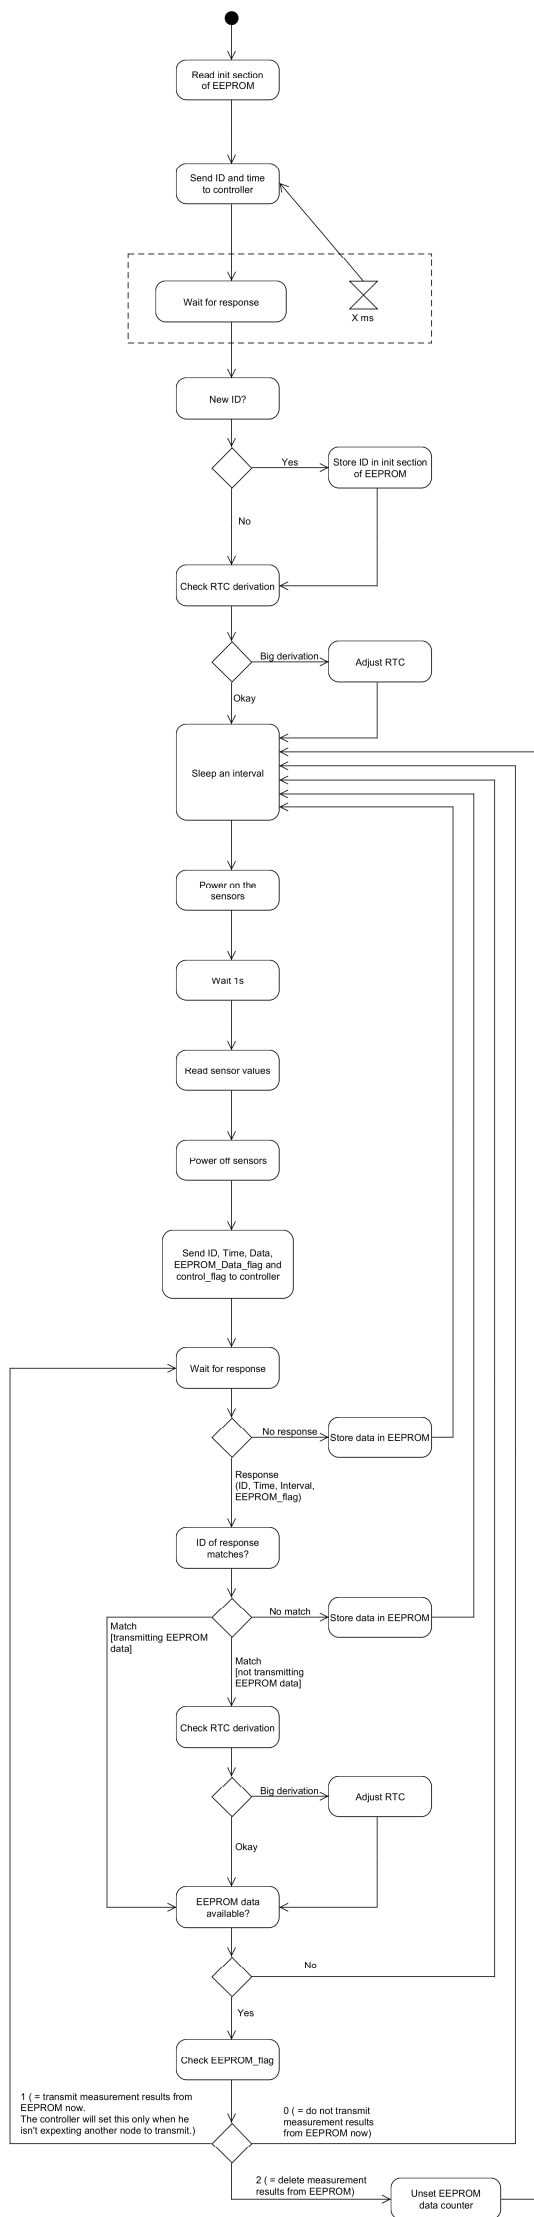 Read init section
of EEPROM
Send ID and time
to controller
Wait for response
X ms
New ID?
Yes
Store ID in init section
of EEPROM
No
Check RTC derivation
Big derivation
Adjust RTC
Okay
Sleep an interval
Power on the
sensors
Wait 1s
Read sensor values
Power off sensors
Send ID, Time, Data,
EEPROM_Data_flag and
control_flag to controller
Wait for response
No response
Store data in EEPROM
Response
(ID, Time, Interval,
EEPROM_flag)
ID of response
matches?
No match
Store data in EEPROM
Match
[transmitting EEPROM
data]
Match
[not transmitting
EEPROM data]
Check RTC derivation
Big derivation
Adjust RTC
Okay
EEPROM data
available?
No
Yes
Check EEPROM_flag
1 ( = transmit measurement results from
EEPROM now.
The controller will set this only when he
isn't expexting another node to transmit.)
0 ( = do not transmit
measurement results
from EEPROM now)
2 ( = delete measurement
results from EEPROM)
Unset EEPROM
data counter